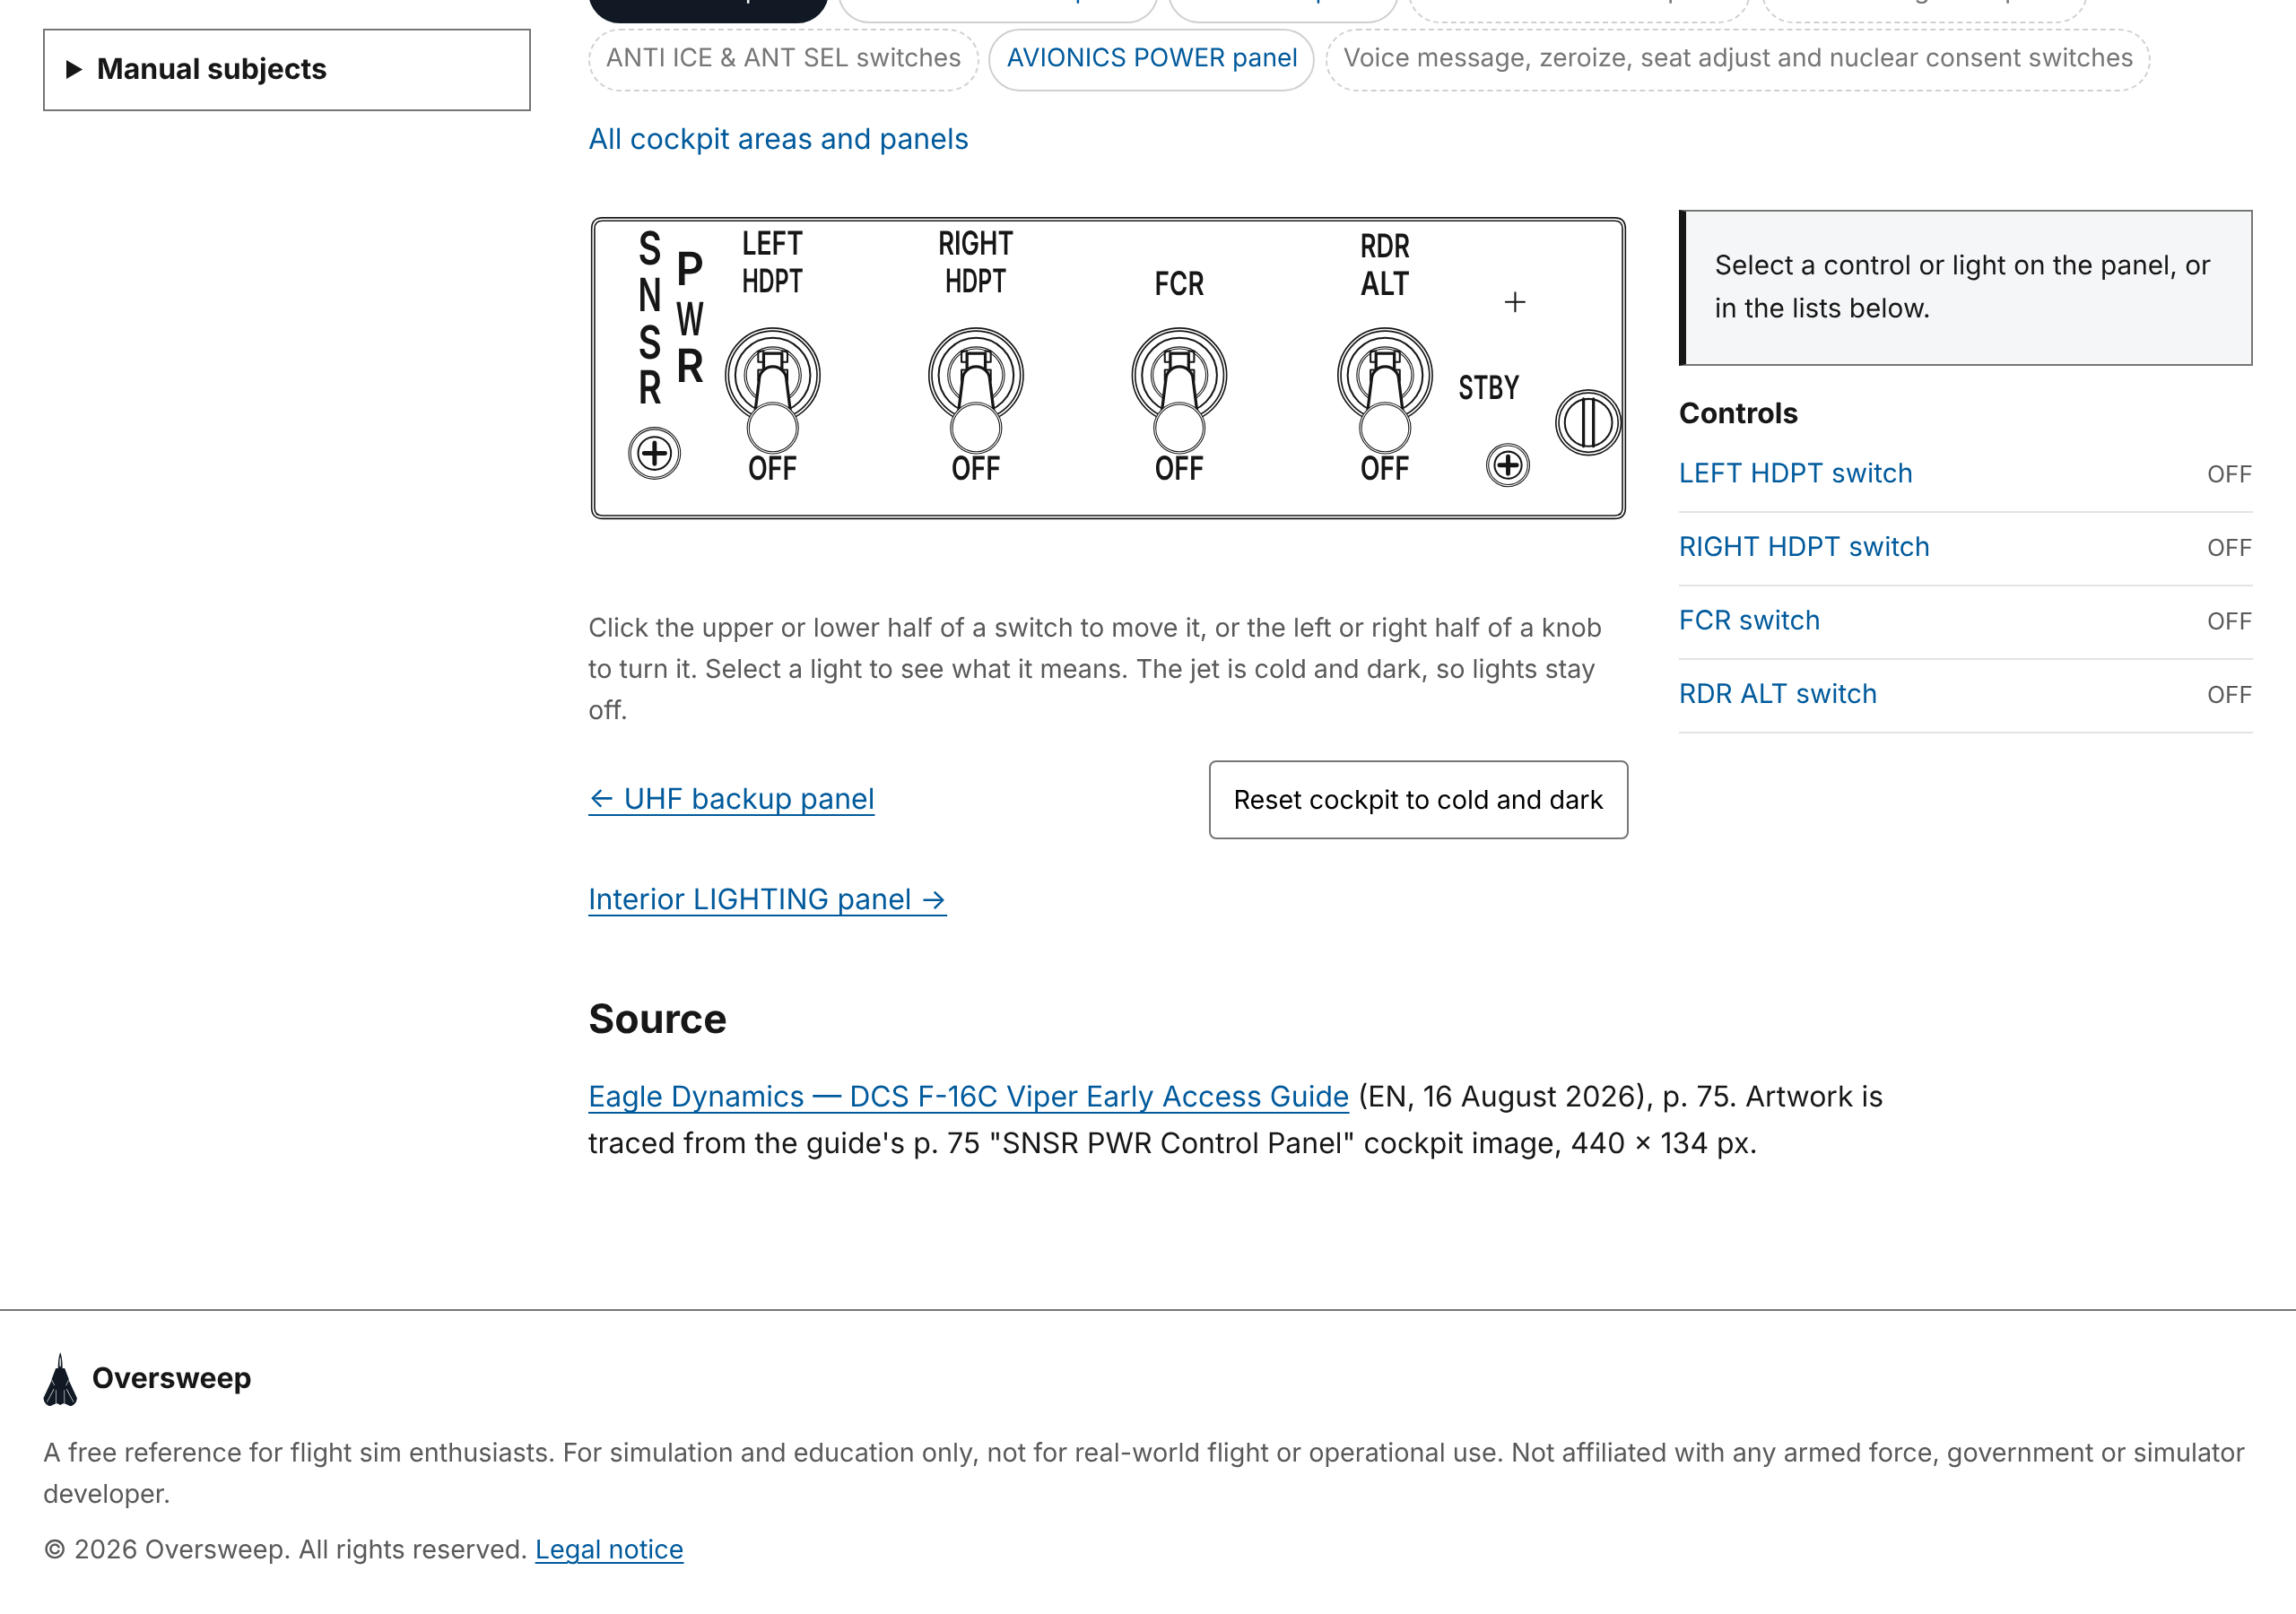 ANTI ICE & ANT SEL switches
AVIONICS POWER panel
Voice message, zeroize, seat adjust and nuclear consent switches
▶ Manual subjects
All cockpit areas and panels
SNSR
PWR
LEFT
HDPT
RIGHT
HDPT
FCR
RDR
ALT
STBY
OFF
OFF
OFF
OFF
Select a control or light on the panel, or
in the lists below.
Controls
LEFT HDPT switch OFF
RIGHT HDPT switch OFF
FCR switch OFF
RDR ALT switch OFF
Click the upper or lower half of a switch to move it, or the left or right half of a knob
to turn it. Select a light to see what it means. The jet is cold and dark, so lights stay
off.
← UHF backup panel
Reset cockpit to cold and dark
Interior LIGHTING panel →
Source
Eagle Dynamics — DCS F-16C Viper Early Access Guide (EN, 16 August 2026), p. 75. Artwork is
traced from the guide's p. 75 "SNSR PWR Control Panel" cockpit image, 440 × 134 px.
Oversweep
A free reference for flight sim enthusiasts. For simulation and education only, not for real-world flight or operational use. Not affiliated with any armed force, government or simulator
developer.
© 2026 Oversweep. All rights reserved. Legal notice